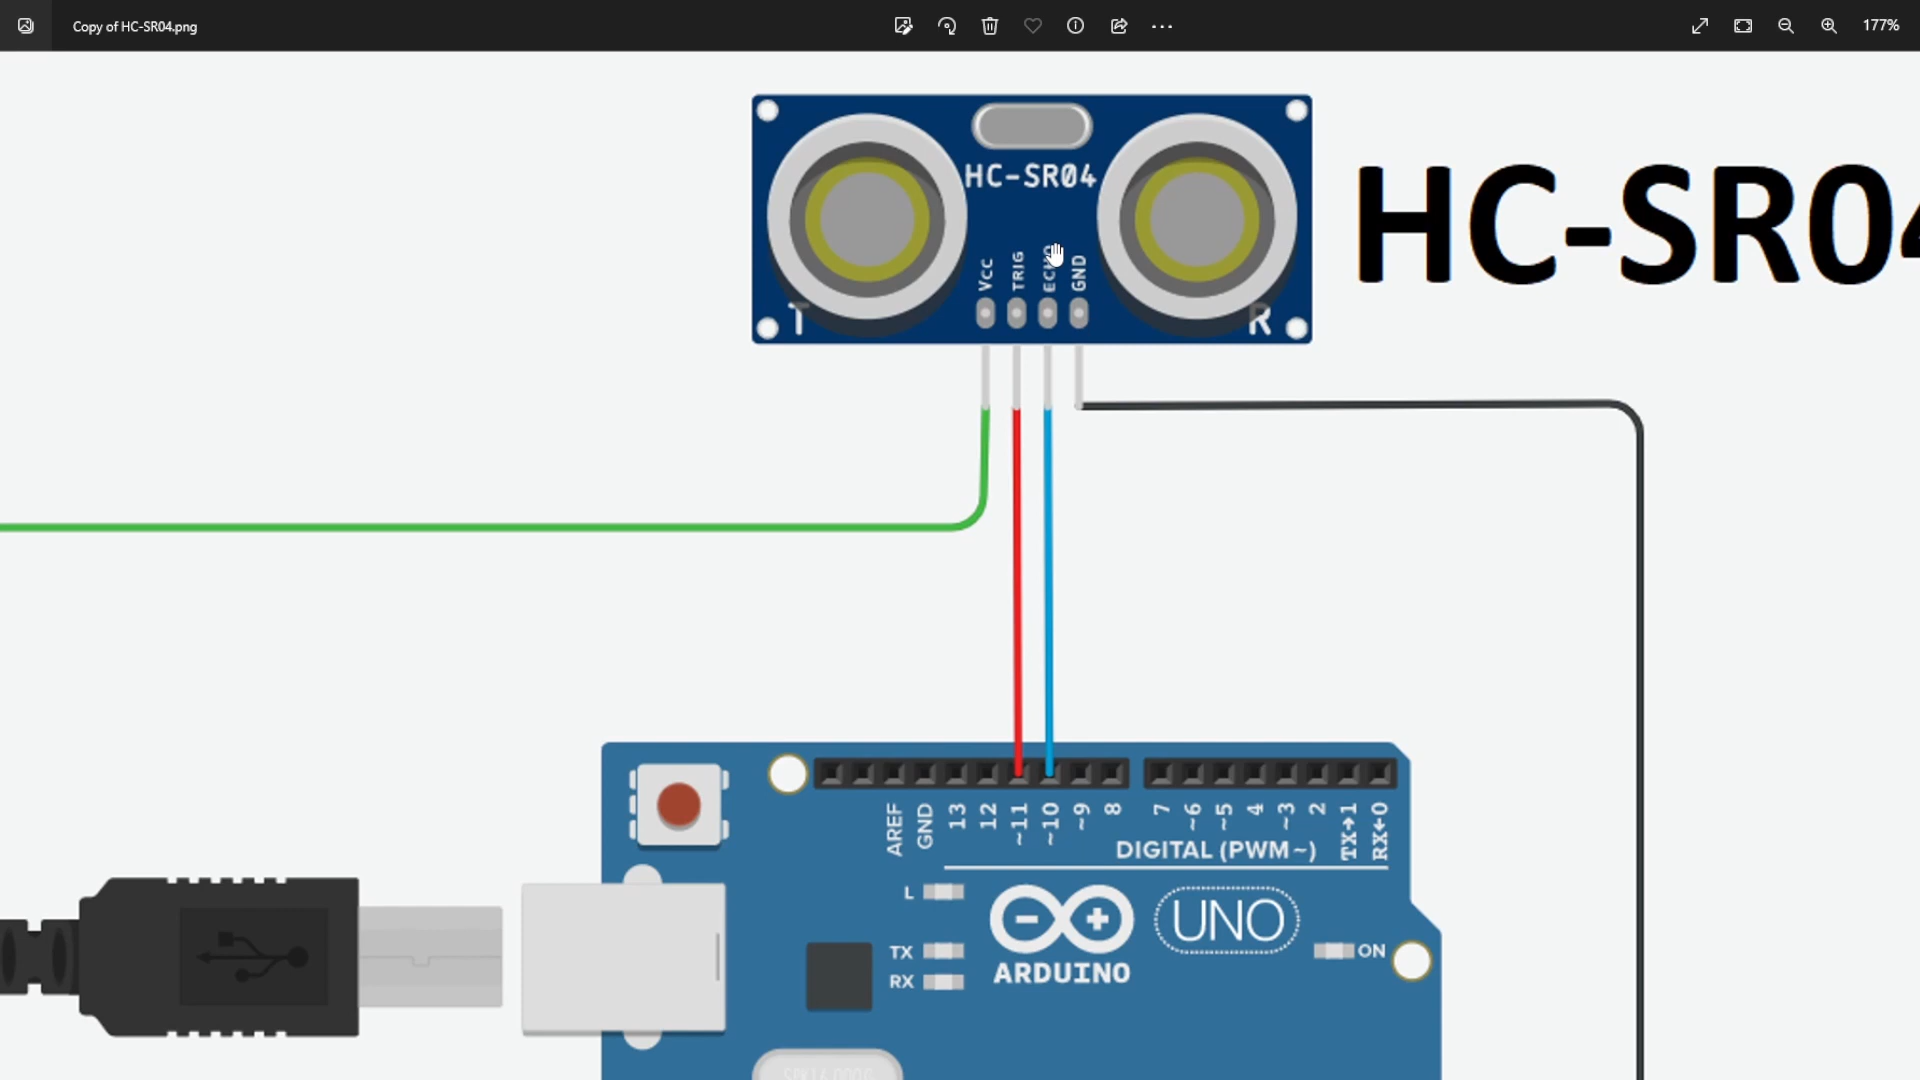 Copy of HC-SR04.png
177%
HC-SR04
HC-SR04
VCC
TRIG
ECHO
GND
T
R
AREF
GND
13
12
~11
~10
~9
8
7
~6
~5
4
~3
2
TX→1
RX←0
DIGITAL (PWM~)
L
TX
RX
ARDUINO
UNO
ON